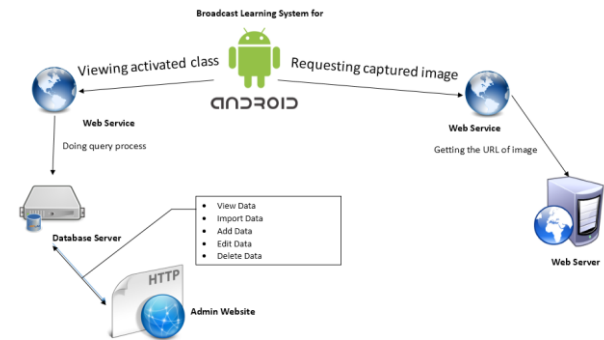 Broadcast Learning System for
Viewing activated class
Requesting captured image
ANDROID
Web Service
Web Service
Doing query process
Getting the URL of image
• View Data
• Import Data
• Add Data
• Edit Data
• Delete Data
Database Server
Web Server
HTTP
Admin Website